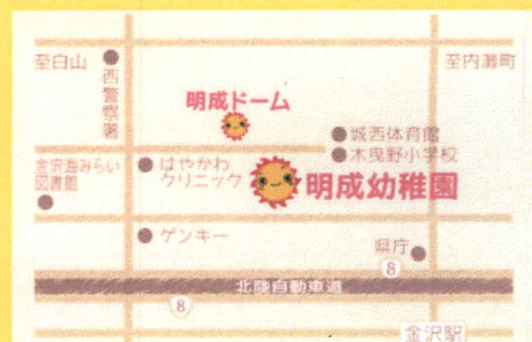 至白山
西警察署
至内灘町
明成ドーム
城西体育館
木曳野小学校
金沢海みらい
図書館
はやかわ
クリニック
明成幼稚園
ゲンキー
県庁
8
北陸自動車道
8
金沢駅